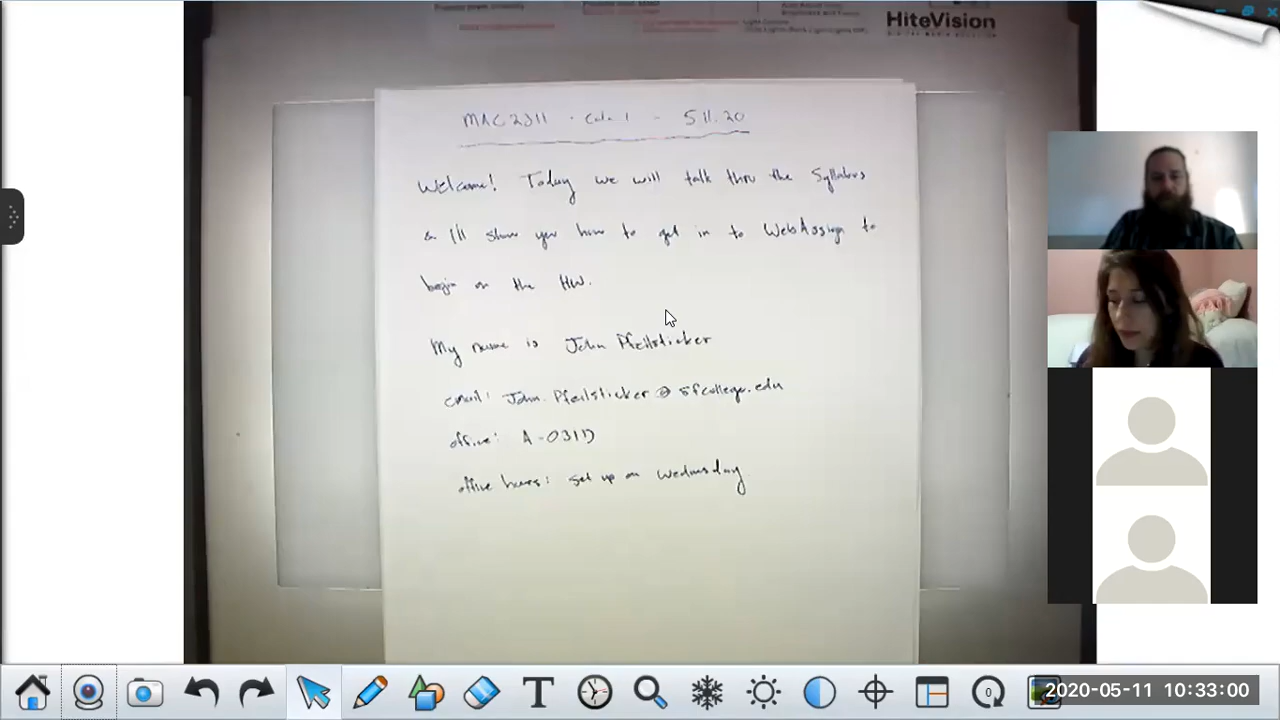 HiteVision
MAC2311 - Calc 1 - 5.11.20
Welcome! Today we will talk thru the Syllabus
& I'll show you how to get in to WebAssign to
begin on the HW.
My name is John Pfeilsticker
email: John.Pfeilsticker@sfcollege.edu
office: A-031D
office hours: set up on Wednesday
2020-05-11 10:33:00